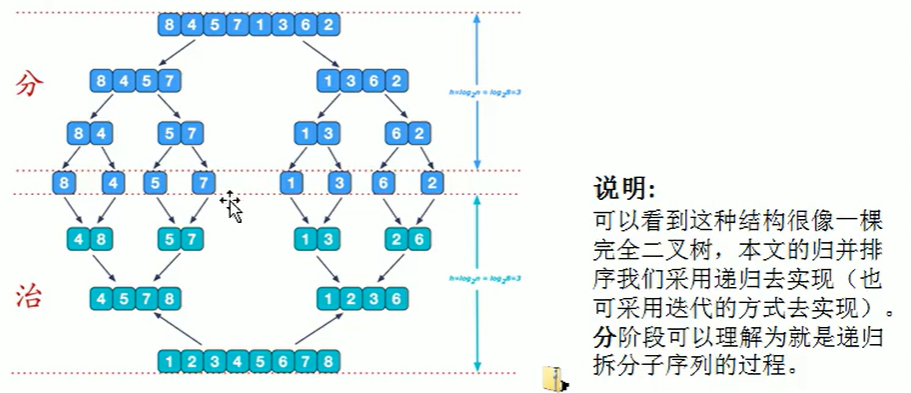 8 4 5 7 1 3 6 2
分
8 4 5 7
1 3 6 2
h=log2n = log28=3
8 4
5 7
1 3
6 2
8
4
5
7
1
3
6
2
说明:
可以看到这种结构很像一棵
完全二叉树，本文的归并排
序我们采用递归去实现（也
可采用迭代的方式去实现）。
分阶段可以理解为就是递归
拆分子序列的过程。
4 8
5 7
1 3
2 6
h=log2n = log28=3
治
4 5 7 8
1 2 3 6
1 2 3 4 5 6 7 8